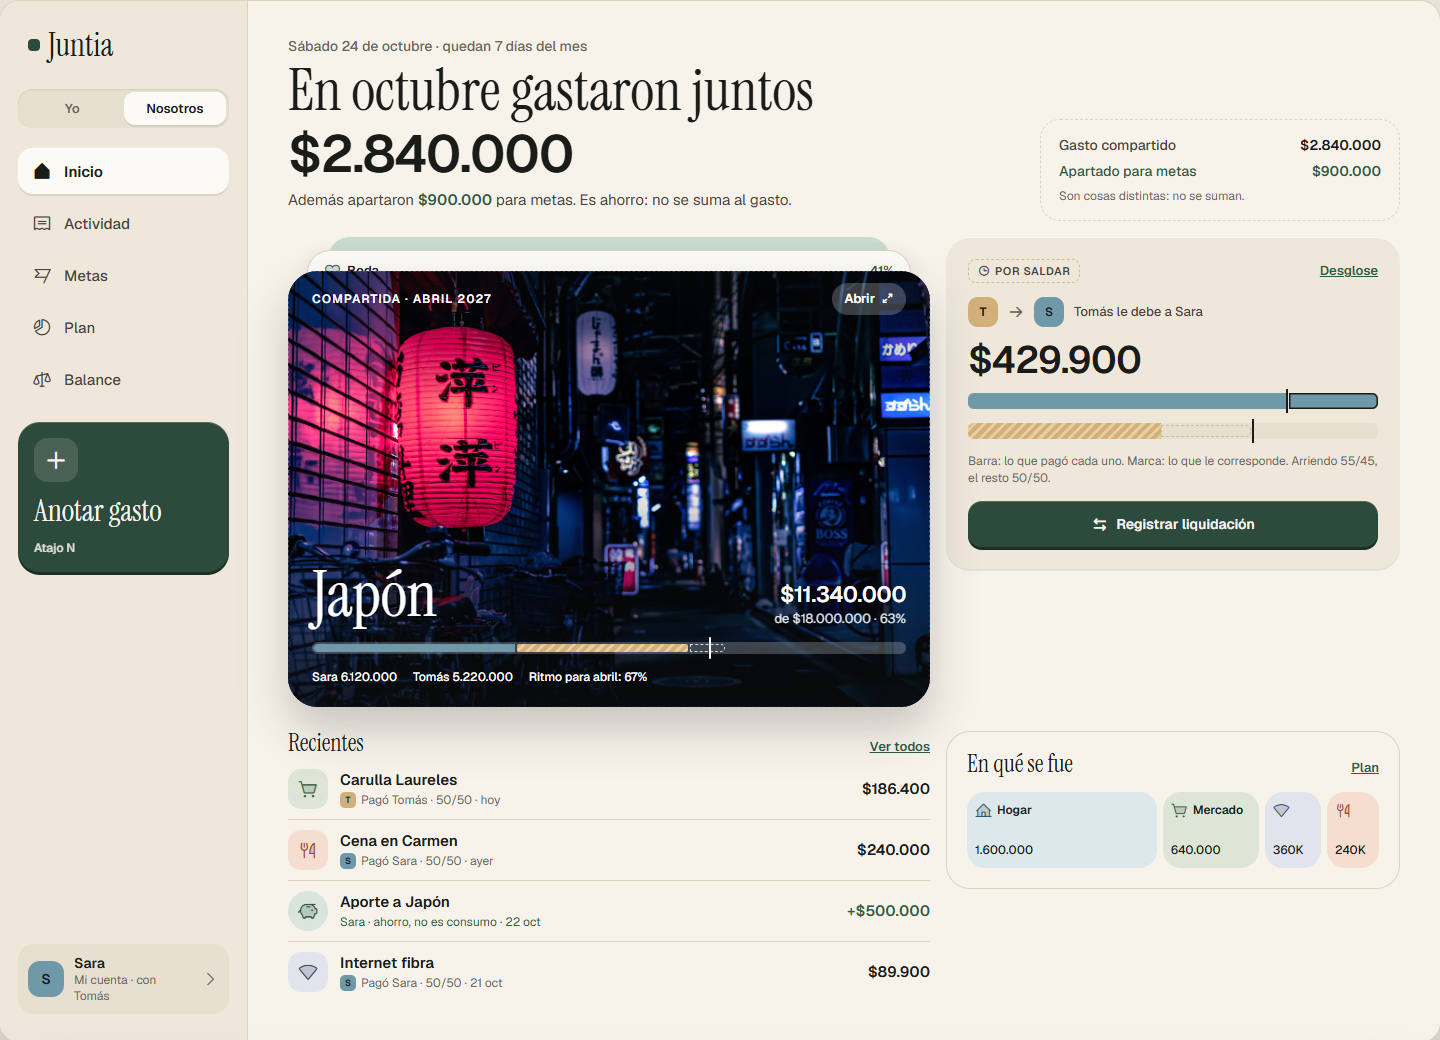 Juntia
Yo
Nosotros
Inicio
Actividad
Metas
Plan
Balance
Anotar gasto
Atajo N
S
Sara
Mi cuenta · con
Tomás
Sábado 24 de octubre · quedan 7 días del mes
En octubre gastaron juntos
$2.840.000
Además apartaron $900.000 para metas. Es ahorro: no se suma al gasto.
Gasto compartido $2.840.000
Apartado para metas $900.000
Son cosas distintas: no se suman.
Boda 41%
COMPARTIDA · ABRIL 2027
Abrir
かめ
BOSS
Japón
$11.340.000
de $18.000.000 · 63%
Sara 6.120.000 Tomás 5.220.000 Ritmo para abril: 67%
POR SALDAR
Desglose
T → S Tomás le debe a Sara
$429.900
Barra: lo que pagó cada uno. Marca: lo que le corresponde. Arriendo 55/45,
el resto 50/50.
Registrar liquidación
Recientes
Ver todos
Carulla Laureles
T Pagó Tomás · 50/50 · hoy
$186.400
Cena en Carmen
S Pagó Sara · 50/50 · ayer
$240.000
Aporte a Japón
Sara · ahorro, no es consumo · 22 oct
+$500.000
Internet fibra
S Pagó Sara · 50/50 · 21 oct
$89.900
En qué se fue
Plan
Hogar
1.600.000
Mercado
640.000
360K
240K